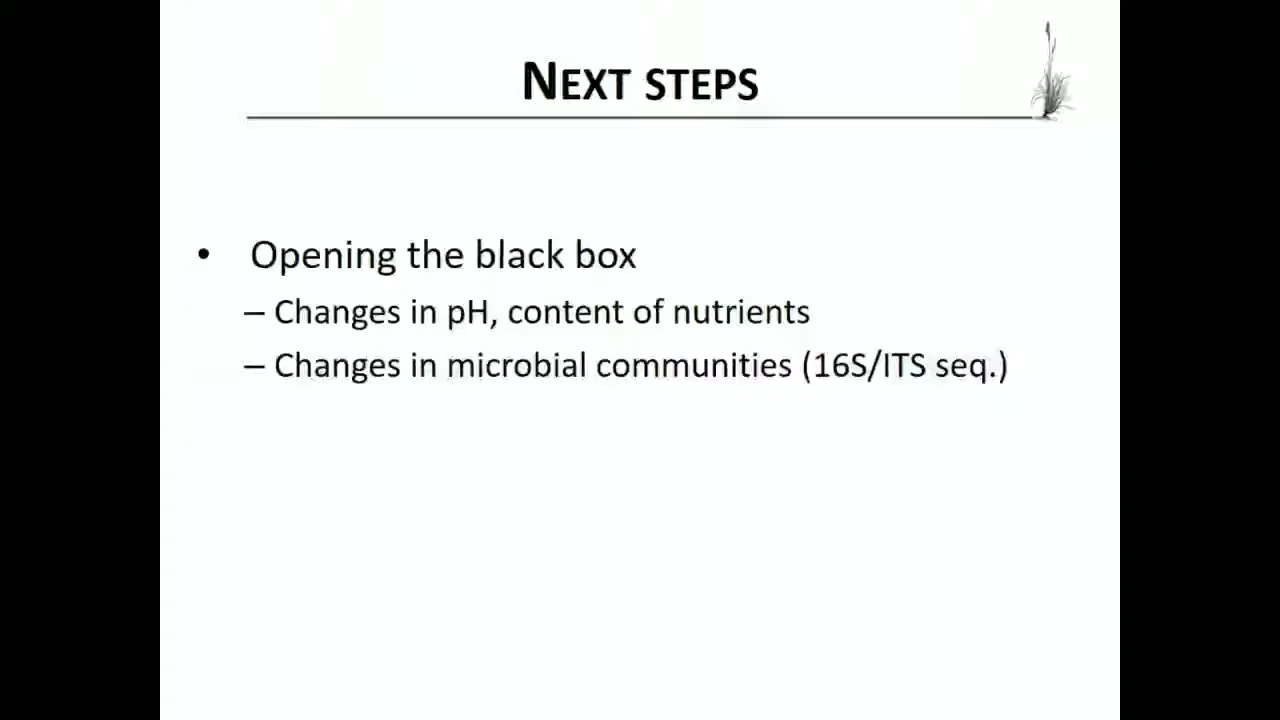 NEXT STEPS
• Opening the black box
– Changes in pH, content of nutrients
– Changes in microbial communities (16S/ITS seq.)